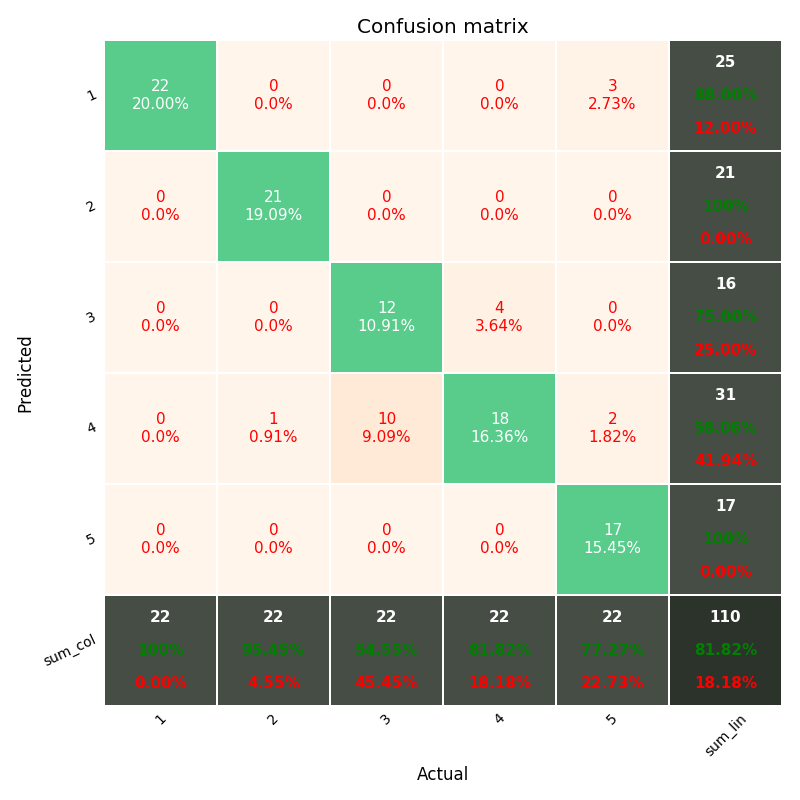 Confusion matrix
22 0 0 0 3 25
20.00% 0.0% 0.0% 0.0% 2.73% 88.00%
1 12.00%
0 21 0 0 0 21
0.0% 19.09% 0.0% 0.0% 0.0% 100%
2 0.00%
0 0 12 4 0 16
0.0% 0.0% 10.91% 3.64% 0.0% 75.00%
3 25.00%
0 1 10 18 2 31
0.0% 0.91% 9.09% 16.36% 1.82% 58.06%
4 41.94%
0 0 0 0 17 17
0.0% 0.0% 0.0% 0.0% 15.45% 100%
5 0.00%
22 22 22 22 22 110
sum_col 100% 95.45% 54.55% 81.82% 77.27% 81.82%
0.00% 4.55% 45.45% 18.18% 22.73% 18.18%
1 2 3 4 5 sum_lin
Predicted
Actual